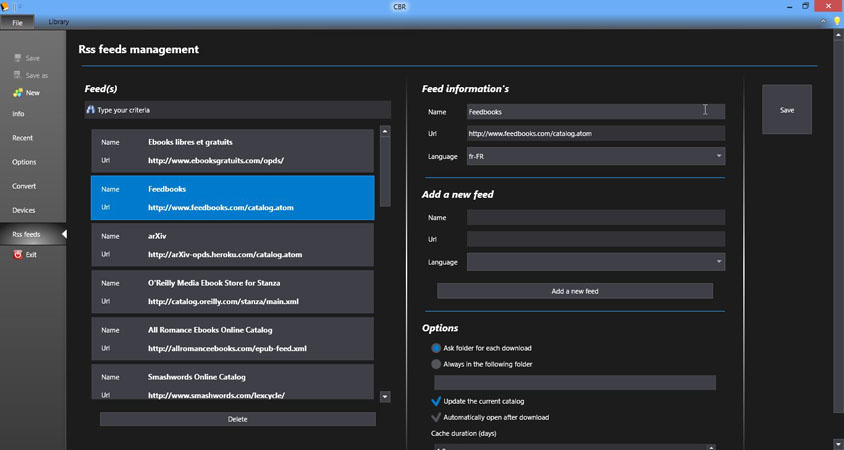 CBR
File
Library
Save
Save as
New
Info
Recent
Options
Convert
Devices
Rss feeds
Exit
Rss feeds management
Feed(s)
Type your criteria
Name Ebooks libres et gratuits
Url http://www.ebooksgratuits.com/opds/
Name Feedbooks
Url http://www.feedbooks.com/catalog.atom
Name arXiv
Url http://arXiv-opds.heroku.com/catalog.atom
Name O'Reilly Media Ebook Store for Stanza
Url http://catalog.oreilly.com/stanza/main.xml
Name All Romance Ebooks Online Catalog
Url http://allromanceebooks.com/epub-feed.xml
Name Smashwords Online Catalog
Url http://www.smashwords.com/lexcycle/
Delete
Feed information's
Name Feedbooks
Url http://www.feedbooks.com/catalog.atom
Language fr-FR
Add a new feed
Name
Url
Language
Add a new feed
Options
Ask folder for each download
Always in the following folder
Update the current catalog
Automatically open after download
Cache duration (days)
Save